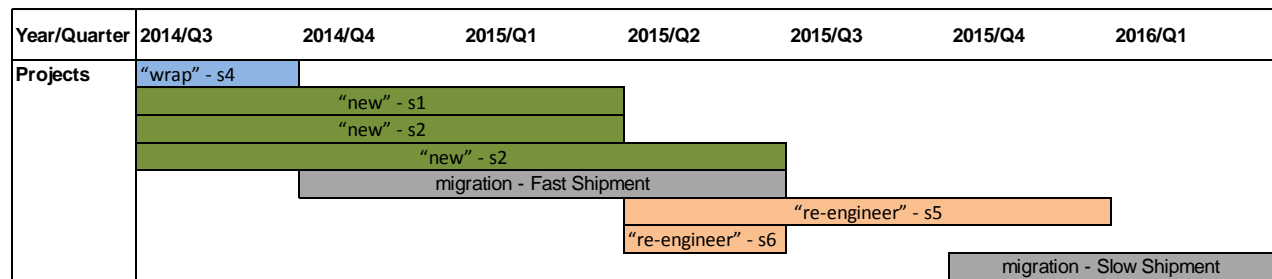 Year/Quarter 2014/Q3 2014/Q4 2015/Q1 2015/Q2 2015/Q3 2015/Q4 2016/Q1
Projects “wrap” - s4
“new” - s1
“new” - s2
“new” - s2
migration - Fast Shipment
“re-engineer” - s5
“re-engineer” - s6
migration - Slow Shipment